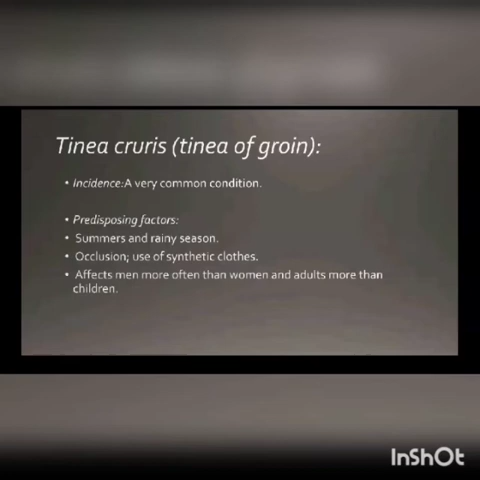 Tinea cruris (tinea of groin):
• Incidence:A very common condition.
• Predisposing factors:
• Summers and rainy season.
• Occlusion; use of synthetic clothes.
• Affects men more often than women and adults more than
children.
InShOt